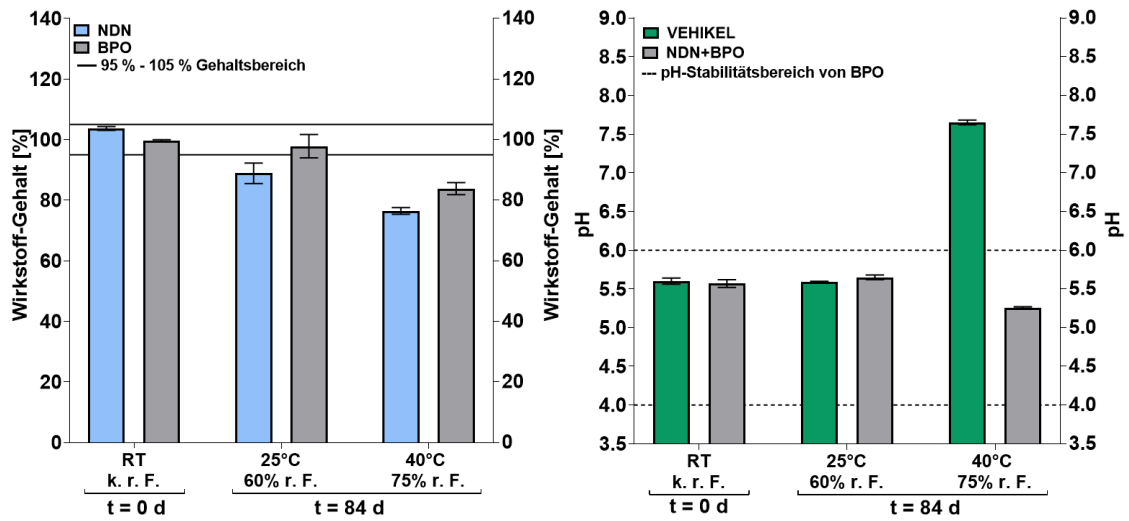 NDN
BPO
95 % - 105 % Gehaltsbereich
Wirkstoff-Gehalt [%]
140
120
100
80
60
40
20
0
140
120
100
80
60
40
20
0
Wirkstoff-Gehalt [%]
RT
k. r. F.
25°C
60% r. F.
40°C
75% r. F.
t = 0 d
t = 84 d
VEHIKEL
NDN+BPO
pH-Stabilitätsbereich von BPO
pH
9.0
8.5
8.0
7.5
7.0
6.5
6.0
5.5
5.0
4.5
4.0
3.5
9.0
8.5
8.0
7.5
7.0
6.5
6.0
5.5
5.0
4.5
4.0
3.5
pH
RT
k. r. F.
25°C
60% r. F.
40°C
75% r. F.
t = 0 d
t = 84 d